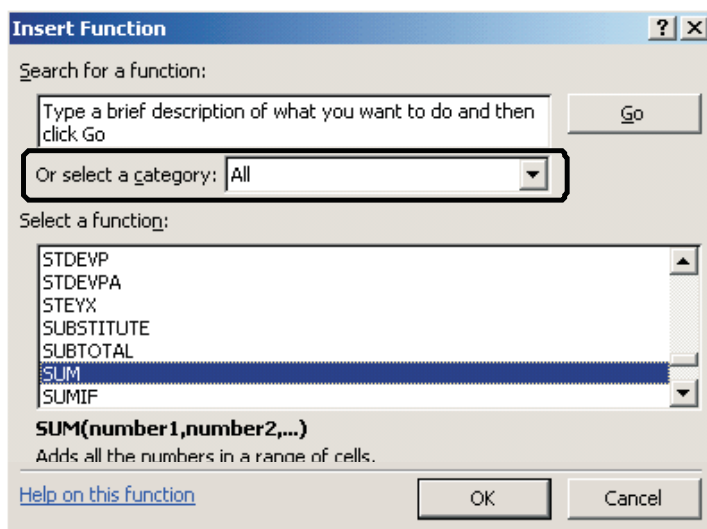 Insert Function
Search for a function:
Type a brief description of what you want to do and then
click Go
Go
Or select a category: All
Select a function:
STDEVP
STDEVPA
STEYX
SUBSTITUTE
SUBTOTAL
SUM
SUMIF
SUM(number1,number2,...)
Adds all the numbers in a range of cells.
Help on this function
OK
Cancel